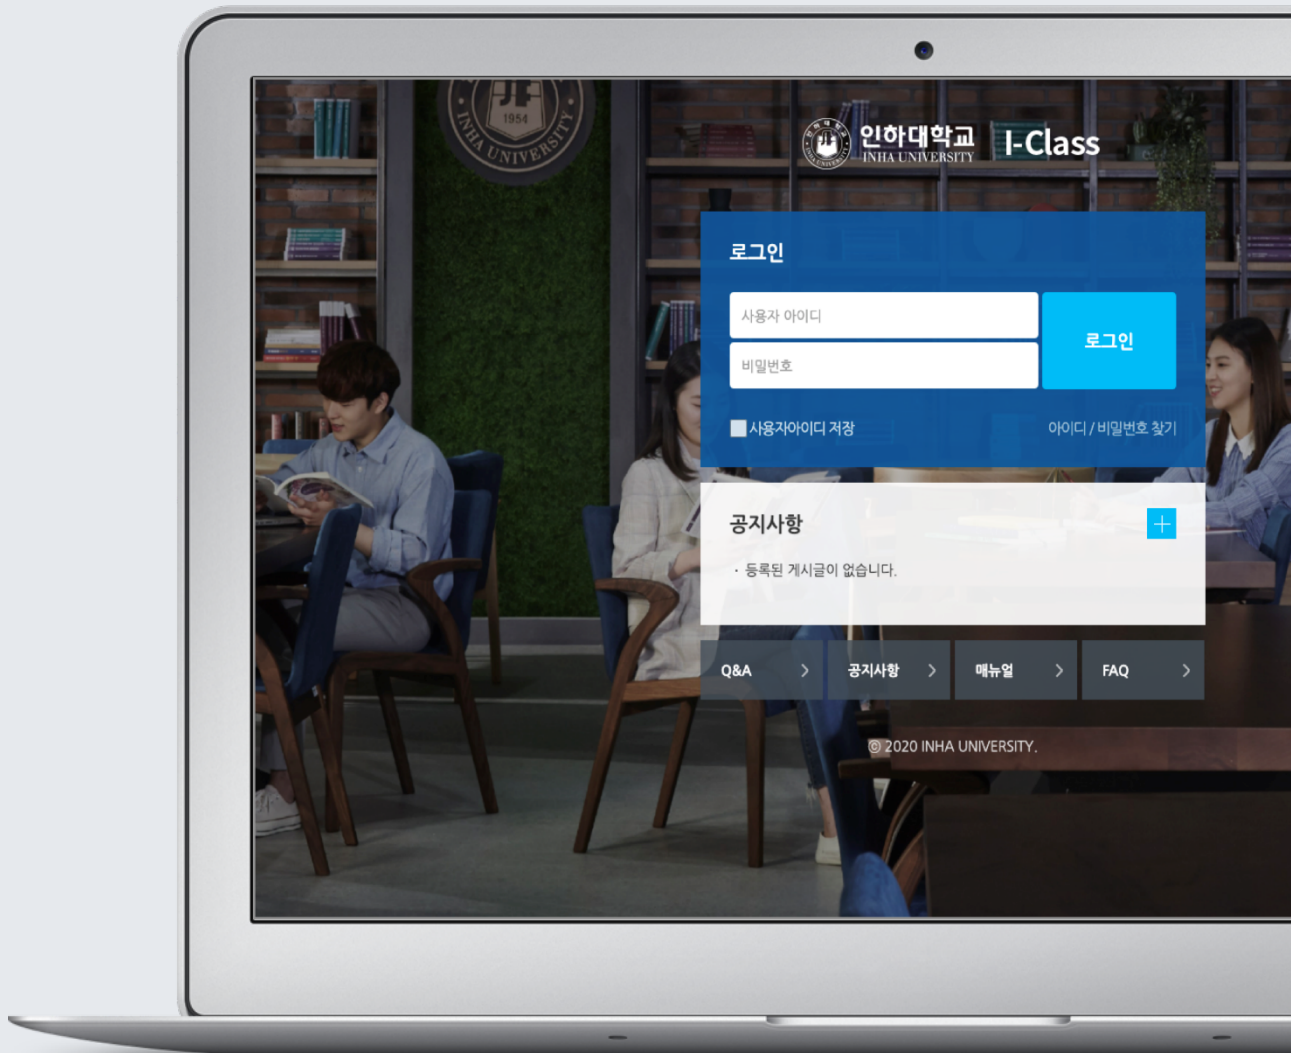 1954
INHA UNIVERSITY
인하대학교
INHA UNIVERSITY
I-Class
로그인
사용자 아이디
비밀번호
로그인
사용자아이디 저장
아이디 / 비밀번호 찾기
공지사항
· 등록된 게시글이 없습니다.
Q&A
공지사항
매뉴얼
FAQ
© 2020 INHA UNIVERSITY.